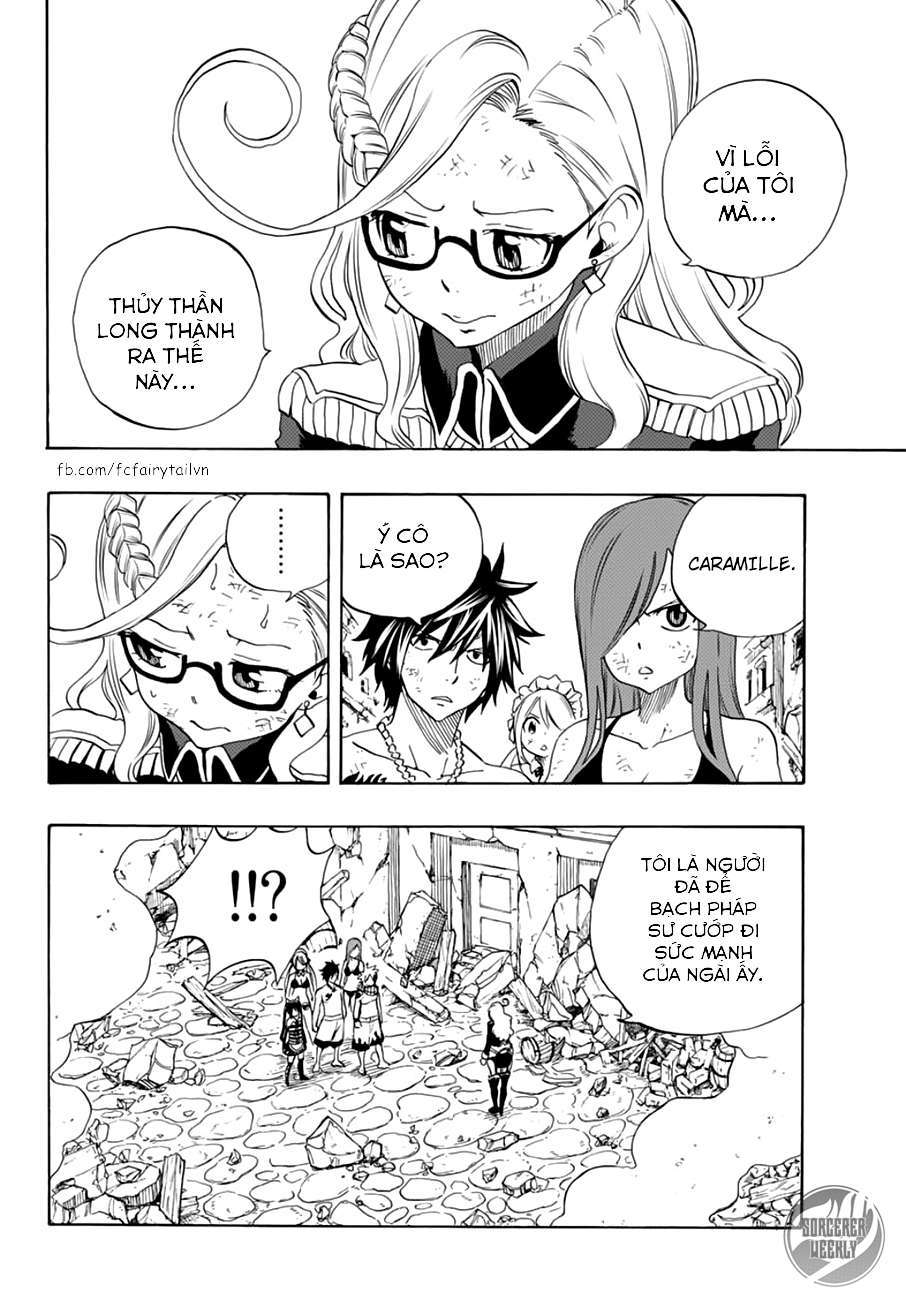 VÌ LỖI
CỦA TÔI
MÀ...
THỦY THẦN
LONG THÀNH
RA THẾ
NÀY...
fb.com/fcfairytailvn
CARAMILLE.
Ý CÔ
LÀ SAO?
........
TÔI LÀ NGƯỜI
ĐÃ ĐỂ
BẠCH PHÁP
SƯ CƯỚP ĐI
SỨC MẠNH
CỦA NGÀI ẤY.
!!?
SORCERER
WEEKLY